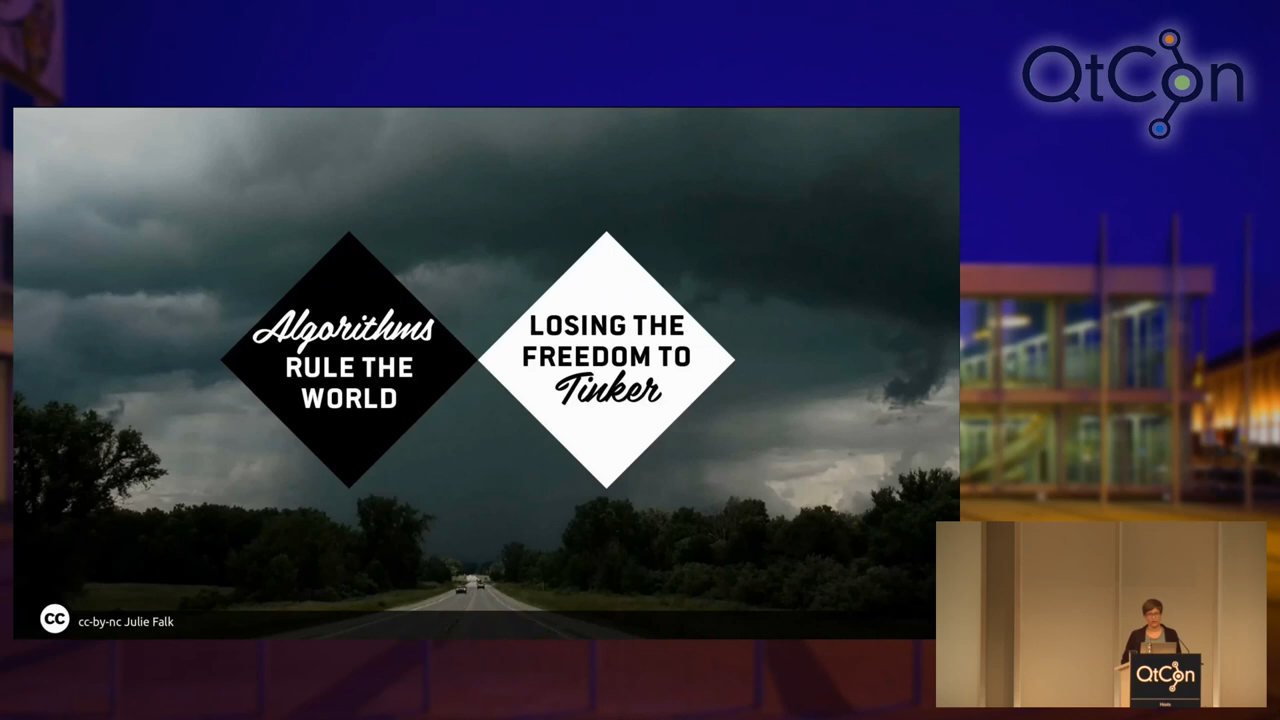 QtCon
Algorithms
RULE THE
WORLD
LOSING THE
FREEDOM TO
Tinker
cc
cc-by-nc Julie Falk
QtCon